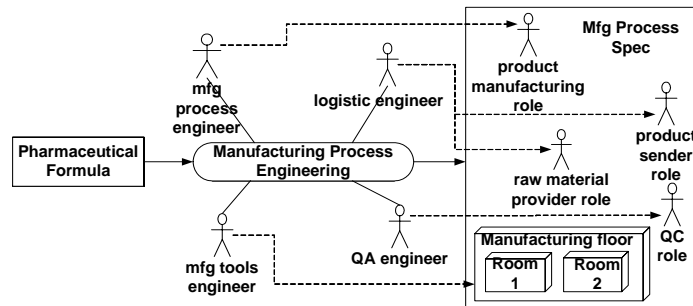 Mfg Process
Spec
mfg
process
engineer
logistic engineer
product
manufacturing
role
Pharmaceutical
Formula
Manufacturing Process
Engineering
product
sender
role
raw material
provider role
mfg tools
engineer
QA engineer
QC
role
Manufacturing floor
Room
1
Room
2